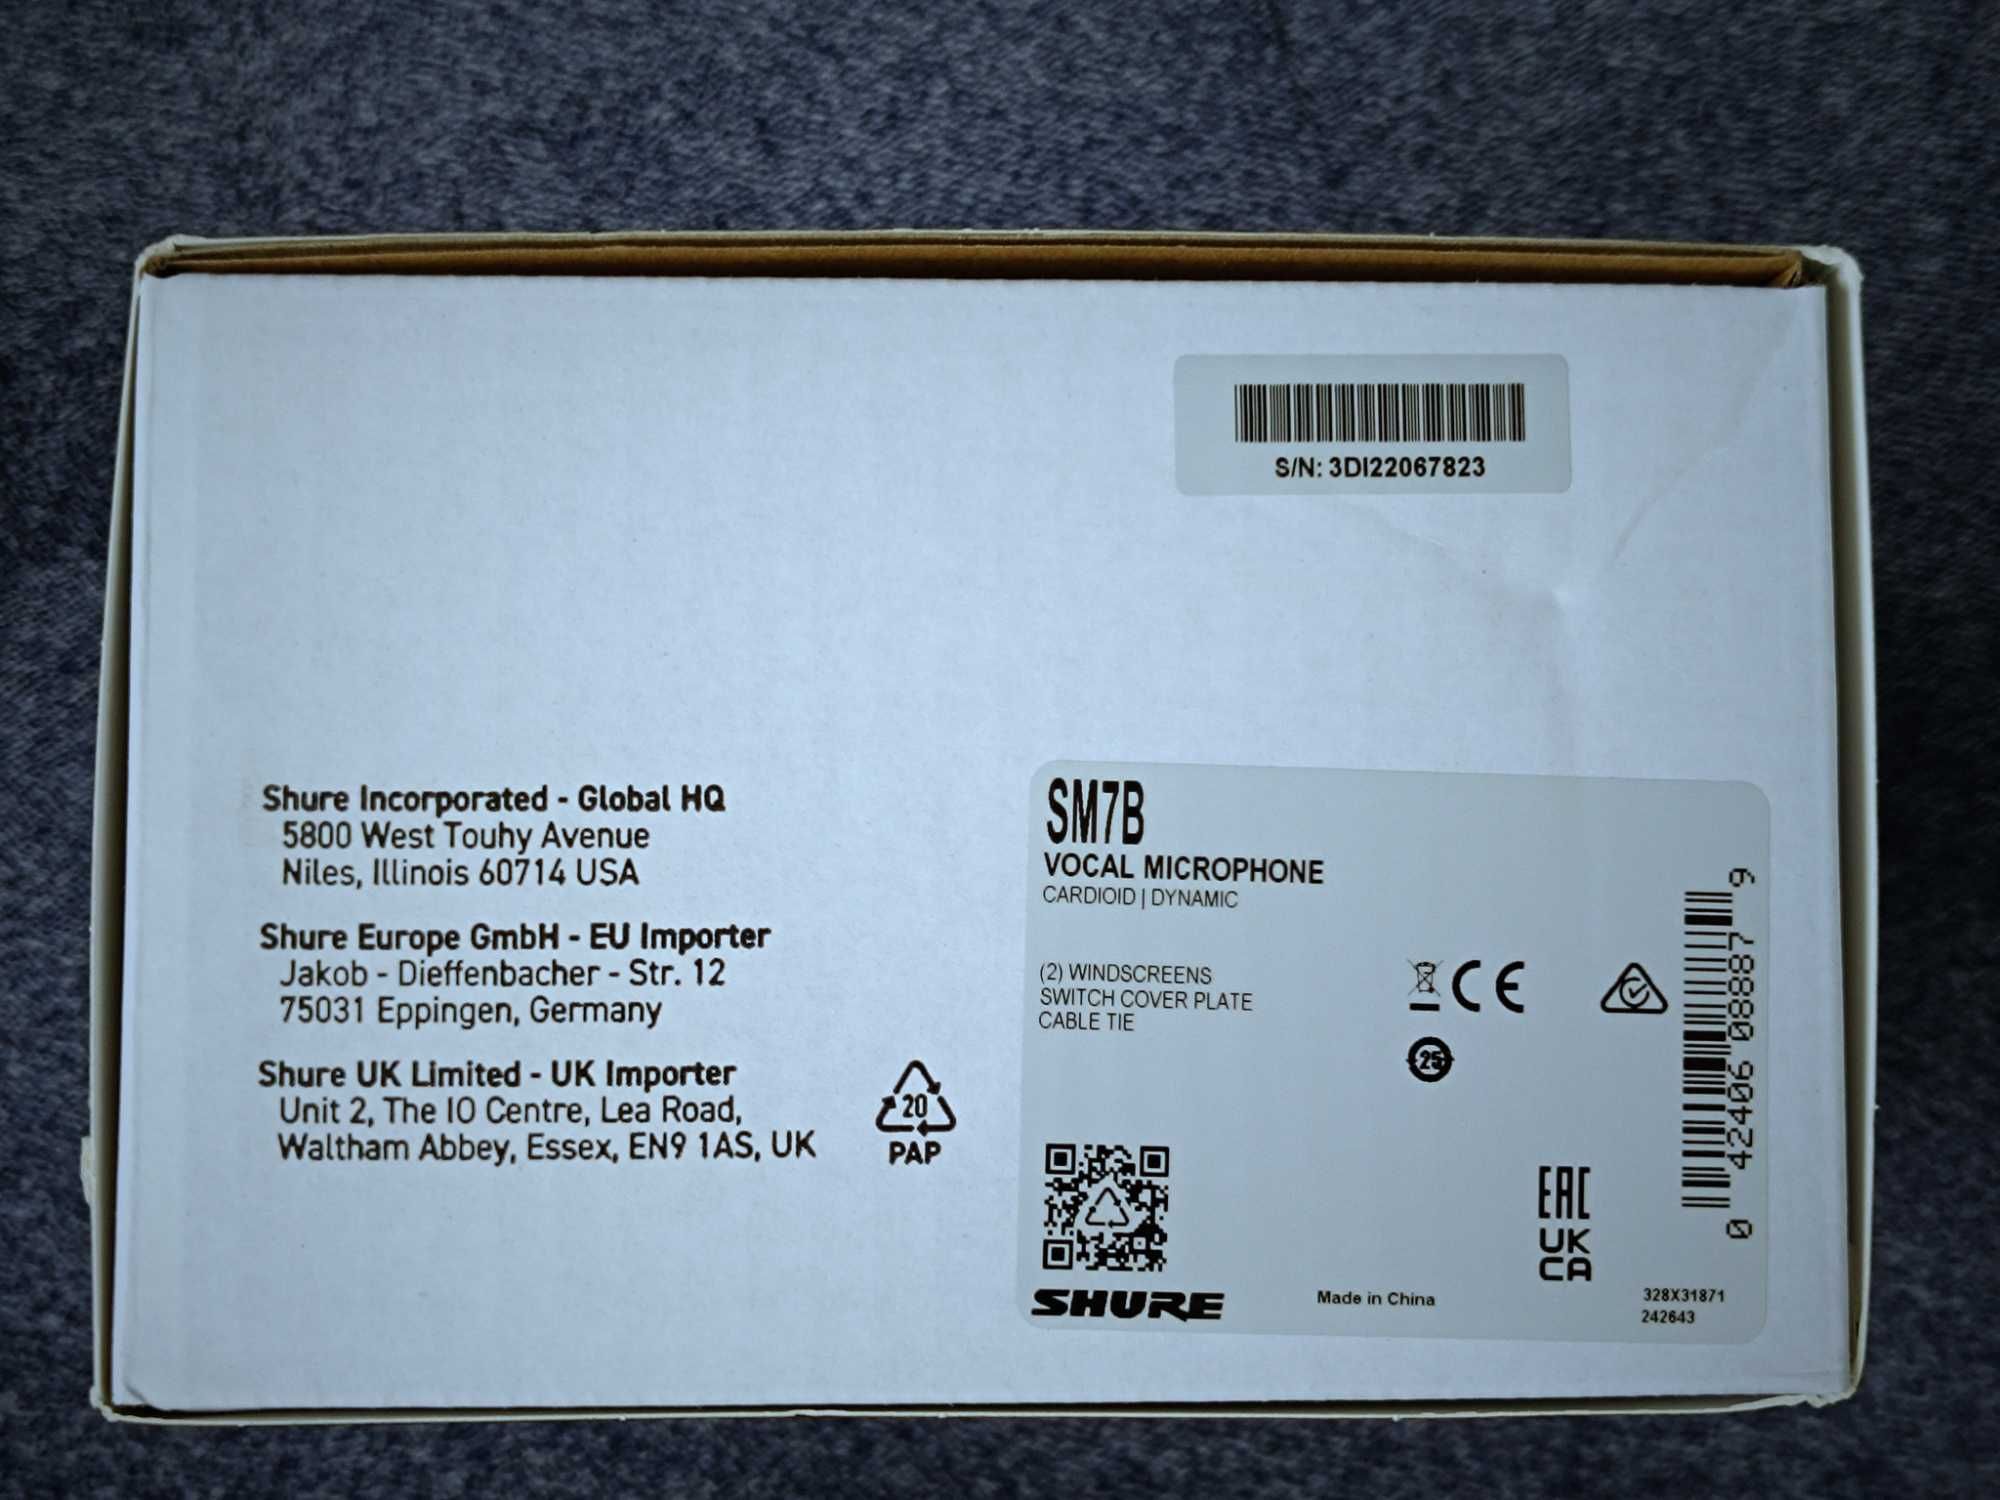 S/N: 3DI22067823
Shure Incorporated - Global HQ
5800 West Touhy Avenue
Niles, Illinois 60714 USA
Shure Europe GmbH - EU Importer
Jakob - Dieffenbacher - Str. 12
75031 Eppingen, Germany
Shure UK Limited - UK Importer
Unit 2, The IO Centre, Lea Road,
Waltham Abbey, Essex, EN9 1AS, UK
20
PAP
SM7B
VOCAL MICROPHONE
CARDIOID | DYNAMIC
(2) WINDSCREENS
SWITCH COVER PLATE
CABLE TIE
CE
25
EAC
UK
CA
0 42406 08887 9
SHURE
Made in China
328X31871
242643